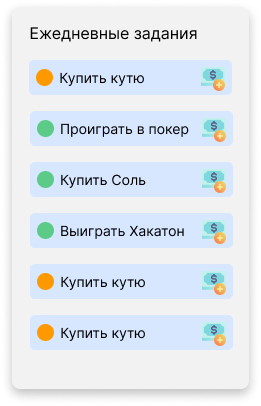 Ежедневные задания
Купить кутю
Проиграть в покер
Купить Соль
Выиграть Хакатон
Купить кутю
Купить кутю